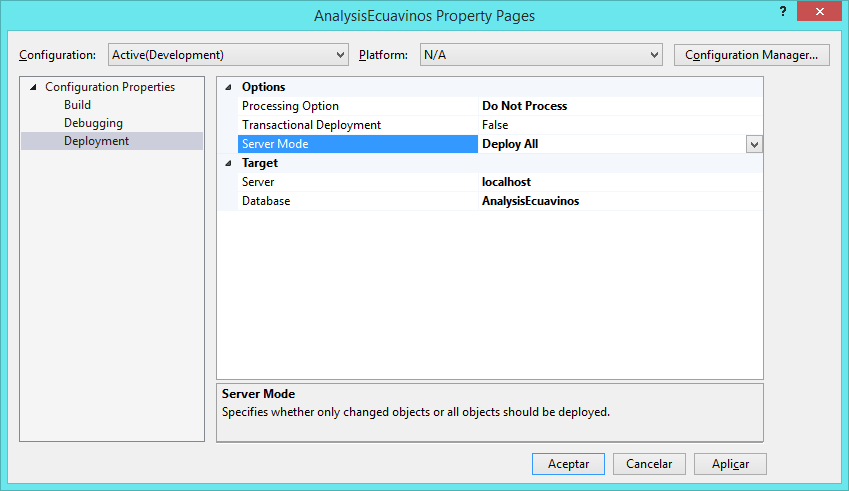 AnalysisEcuavinos Property Pages
?
Configuration: Active(Development) Platform: N/A Configuration Manager...
Configuration Properties
Build
Debugging
Deployment
Options
Processing Option Do Not Process
Transactional Deployment False
Server Mode Deploy All
Target
Server localhost
Database AnalysisEcuavinos
Server Mode
Specifies whether only changed objects or all objects should be deployed.
Aceptar Cancelar Aplicar